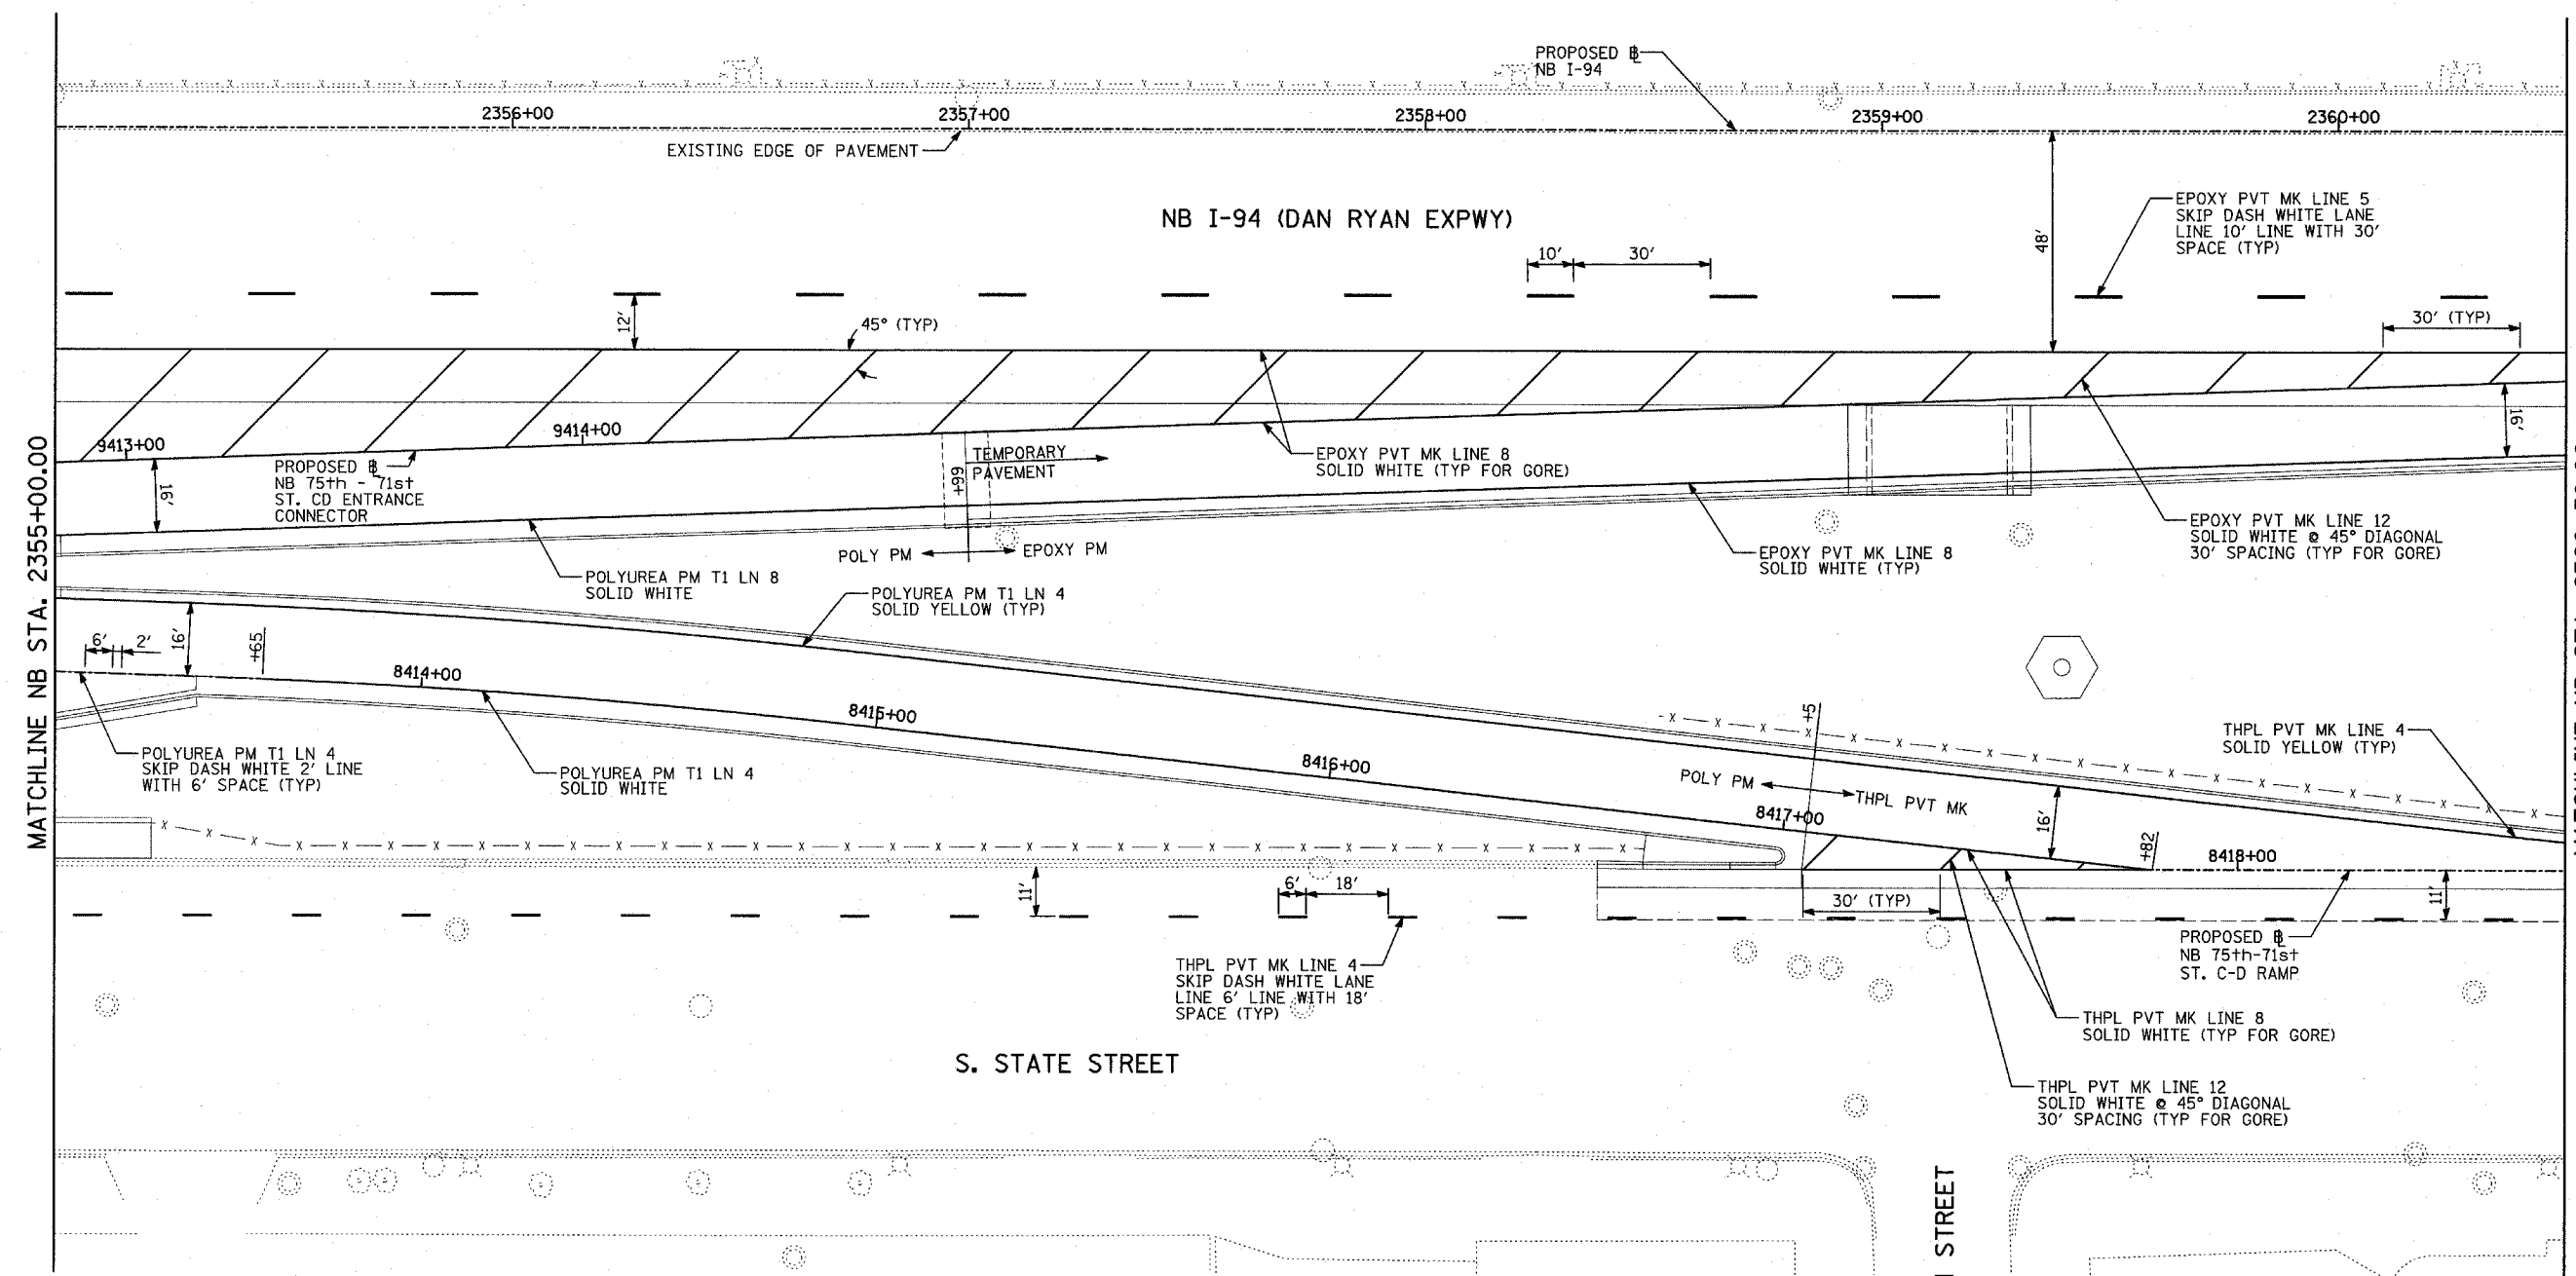 PROPOSED ℄
NB I-94
2356+00
2357+00
2358+00
2359+00
2360+00
EXISTING EDGE OF PAVEMENT
NB I-94 (DAN RYAN EXPWY)
48'
EPOXY PVT MK LINE 5
SKIP DASH WHITE LANE
LINE 10' LINE WITH 30'
SPACE (TYP)
10'
30'
12'
45° (TYP)
30' (TYP)
9413+00
9414+00
16'
PROPOSED ℄
NB 75th - 71st
ST. CD ENTRANCE
CONNECTOR
+99
TEMPORARY
PAVEMENT
EPOXY PVT MK LINE 8
SOLID WHITE (TYP FOR GORE)
16'
EPOXY PVT MK LINE 12
SOLID WHITE @ 45° DIAGONAL
30' SPACING (TYP FOR GORE)
POLY PM
EPOXY PM
EPOXY PVT MK LINE 8
SOLID WHITE (TYP)
POLYUREA PM T1 LN 8
SOLID WHITE
POLYUREA PM T1 LN 4
SOLID YELLOW (TYP)
MATCHLINE NB STA. 2355+00.00
6'
2'
16'
+65
8414+00
8415+00
8416+00
8417+00
8418+00
POLYUREA PM T1 LN 4
SKIP DASH WHITE 2' LINE
WITH 6' SPACE (TYP)
POLYUREA PM T1 LN 4
SOLID WHITE
+5
POLY PM
THPL PVT MK
16'
+82
THPL PVT MK LINE 4
SOLID YELLOW (TYP)
11'
6'
18'
30' (TYP)
11'
THPL PVT MK LINE 4
SKIP DASH WHITE LANE
LINE 6' LINE WITH 18'
SPACE (TYP)
PROPOSED ℄
NB 75th-71st
ST. C-D RAMP
THPL PVT MK LINE 8
SOLID WHITE (TYP FOR GORE)
S. STATE STREET
THPL PVT MK LINE 12
SOLID WHITE @ 45° DIAGONAL
30' SPACING (TYP FOR GORE)
STREET